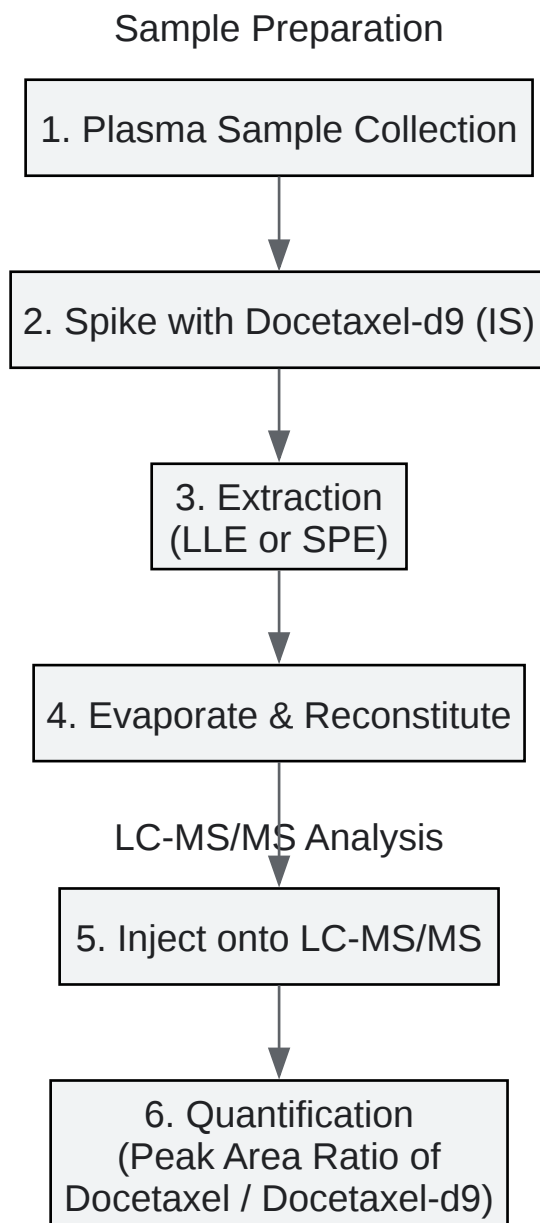 Sample Preparation
1. Plasma Sample Collection
2. Spike with Docetaxel-d9 (IS)
3. Extraction
(LLE or SPE)
4. Evaporate & Reconstitute
LC-MS/MS Analysis
5. Inject onto LC-MS/MS
6. Quantification
(Peak Area Ratio of
Docetaxel / Docetaxel-d9)